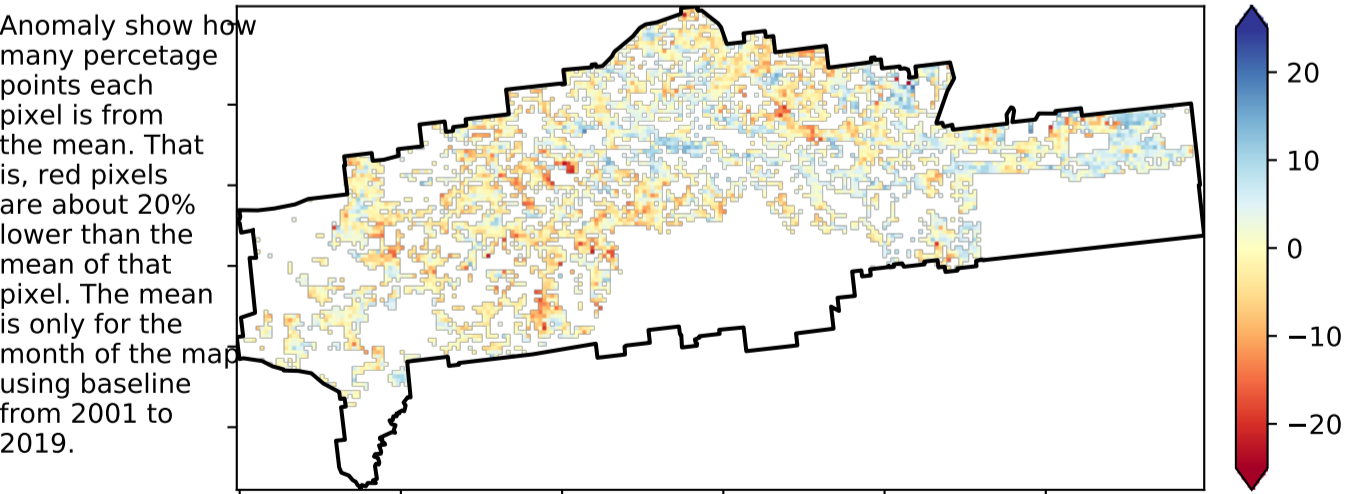 Anomaly show how
many percetage
points each
pixel is from
the mean. That
is, red pixels
are about 20%
lower than the
mean of that
pixel. The mean
is only for the
month of the map
using baseline
from 2001 to
2019.
20
10
0
−10
−20